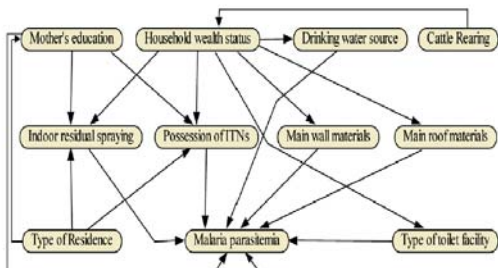 Mother's education
Household wealth status
Drinking water source
Cattle Rearing
Indoor residual spraying
Possession of ITNs
Main wall materials
Main roof materials
Type of Residence
Malaria parasitemia
Type of toilet facility